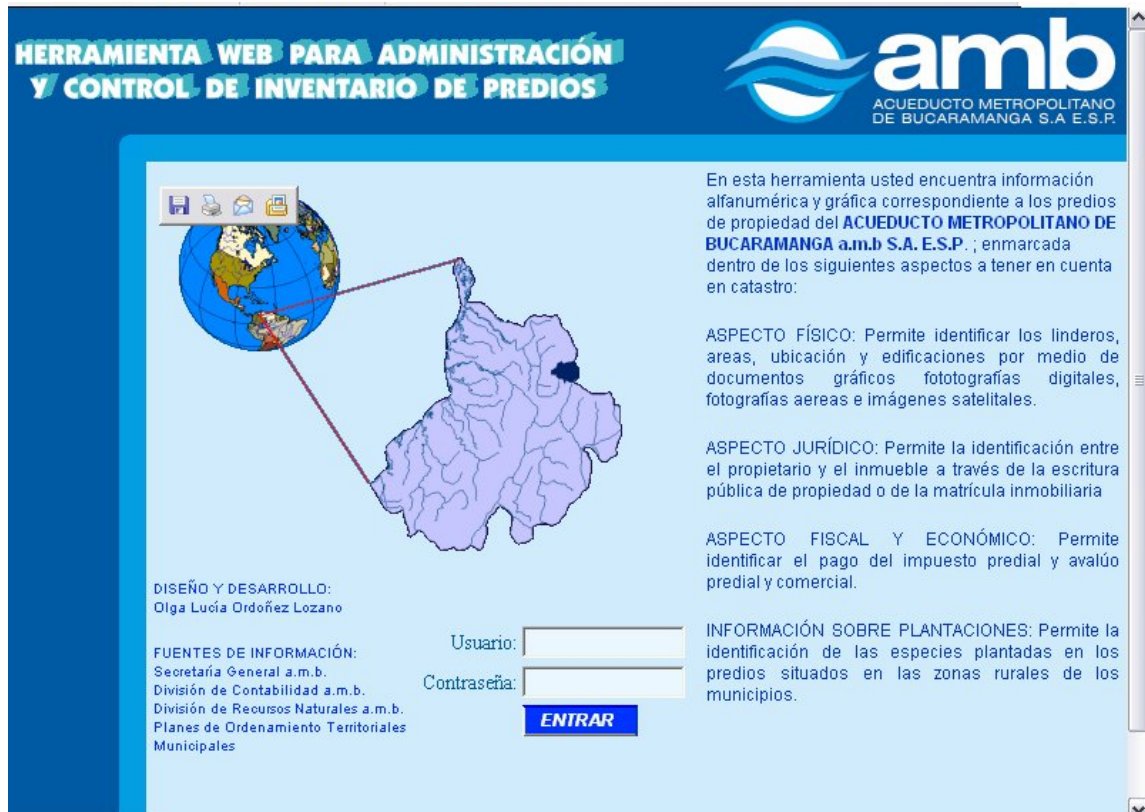 HERRAMIENTA WEB PARA ADMINISTRACIÓN
Y CONTROL DE INVENTARIO DE PREDIOS
amb
ACUEDUCTO METROPOLITANO
DE BUCARAMANGA S.A E.S.P.
En esta herramienta usted encuentra información
alfanumérica y gráfica correspondiente a los predios
de propiedad del ACUEDUCTO METROPOLITANO DE
BUCARAMANGA a.m.b S.A. E.S.P. ; enmarcada
dentro de los siguientes aspectos a tener en cuenta
en catastro:
ASPECTO FÍSICO: Permite identificar los linderos,
areas, ubicación y edificaciones por medio de
documentos gráficos fototografías digitales,
fotografías aereas e imágenes satelitales.
ASPECTO JURÍDICO: Permite la identificación entre
el propietario y el inmueble a través de la escritura
pública de propiedad o de la matrícula inmobiliaria
ASPECTO FISCAL Y ECONÓMICO: Permite
identificar el pago del impuesto predial y avalúo
predial y comercial.
INFORMACIÓN SOBRE PLANTACIONES: Permite la
identificación de las especies plantadas en los
predios situados en las zonas rurales de los
municipios.
DISEÑO Y DESARROLLO:
Olga Lucía Ordoñez Lozano
FUENTES DE INFORMACIÓN:
Secretaría General a.m.b.
División de Contabilidad a.m.b.
División de Recursos Naturales a.m.b.
Planes de Ordenamiento Territoriales
Municipales
Usuario:
Contraseña:
ENTRAR